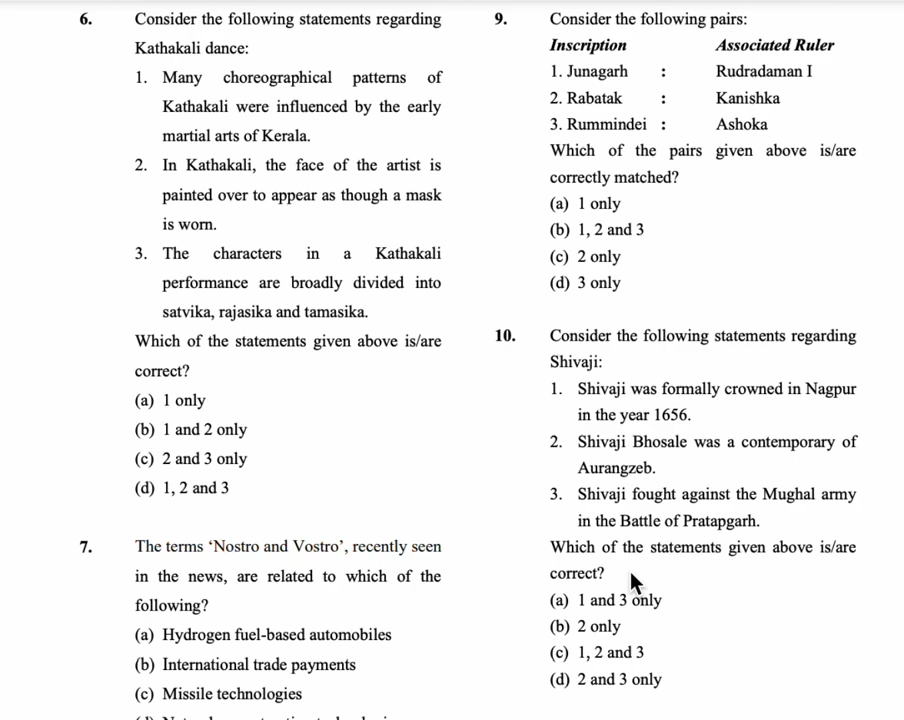 6. Consider the following statements regarding
Kathakali dance:
1. Many choreographical patterns of
Kathakali were influenced by the early
martial arts of Kerala.
2. In Kathakali, the face of the artist is
painted over to appear as though a mask
is worn.
3. The characters in a Kathakali
performance are broadly divided into
satvika, rajasika and tamasika.
Which of the statements given above is/are
correct?
(a) 1 only
(b) 1 and 2 only
(c) 2 and 3 only
(d) 1, 2 and 3
7. The terms ‘Nostro and Vostro’, recently seen
in the news, are related to which of the
following?
(a) Hydrogen fuel-based automobiles
(b) International trade payments
(c) Missile technologies
9. Consider the following pairs:
Inscription Associated Ruler
1. Junagarh : Rudradaman I
2. Rabatak : Kanishka
3. Rummindei : Ashoka
Which of the pairs given above is/are
correctly matched?
(a) 1 only
(b) 1, 2 and 3
(c) 2 only
(d) 3 only
10. Consider the following statements regarding
Shivaji:
1. Shivaji was formally crowned in Nagpur
in the year 1656.
2. Shivaji Bhosale was a contemporary of
Aurangzeb.
3. Shivaji fought against the Mughal army
in the Battle of Pratapgarh.
Which of the statements given above is/are
correct?
(a) 1 and 3 only
(b) 2 only
(c) 1, 2 and 3
(d) 2 and 3 only